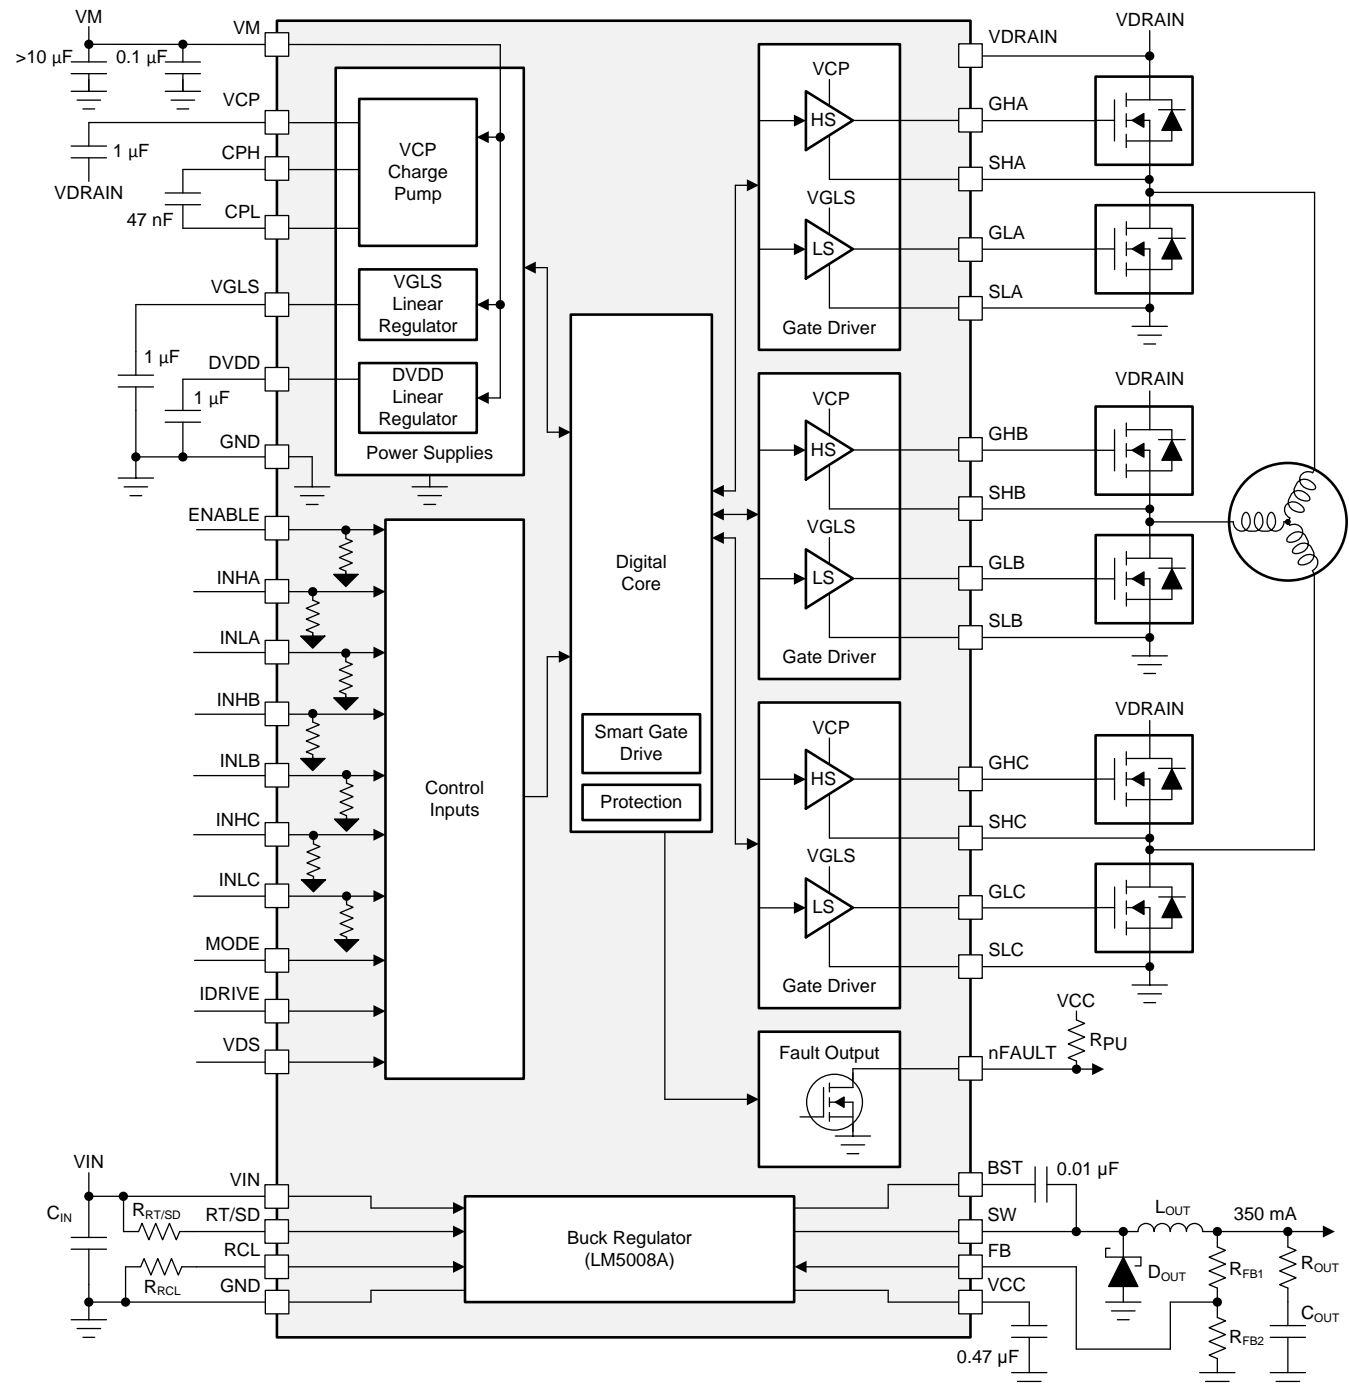 VM
>10 µF
0.1 µF
VM
VCP
1 µF
VDRAIN
CPH
47 nF
CPL
VGLS
1 µF
DVDD
1 µF
GND
VCP
Charge
Pump
VGLS
Linear
Regulator
DVDD
Linear
Regulator
Power Supplies
ENABLE
INHA
INLA
INHB
INLB
INHC
INLC
MODE
IDRIVE
VDS
Control
Inputs
Digital
Core
Smart Gate
Drive
Protection
VCP
HS
VGLS
LS
Gate Driver
VDRAIN
GHA
SHA
GLA
SLA
VDRAIN
VCP
HS
VGLS
LS
Gate Driver
GHB
SHB
GLB
SLB
VDRAIN
VCP
HS
VGLS
LS
Gate Driver
GHC
SHC
GLC
SLC
VDRAIN
Fault Output
nFAULT
VCC
RPU
VIN
CIN
RRT/SD
RRCL
VIN
RT/SD
RCL
GND
Buck Regulator
(LM5008A)
BST
0.01 µF
SW
FB
VCC
0.47 µF
LOUT
350 mA
DOUT
RFB1
RFB2
ROUT
COUT